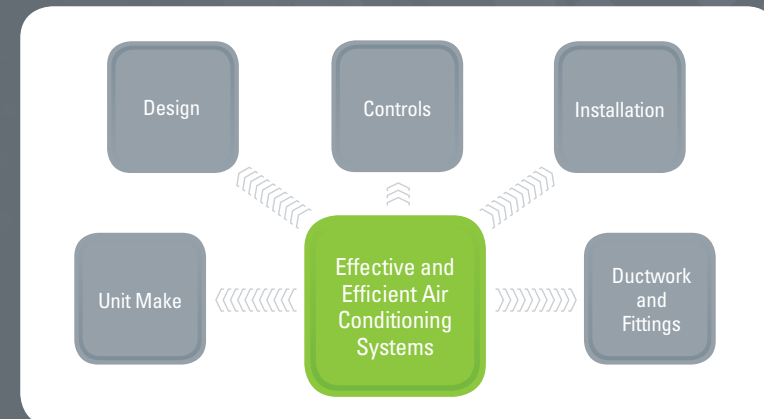 Design
Controls
Installation
Unit Make
Effective and
Efficient Air
Conditioning
Systems
Ductwork
and
Fittings